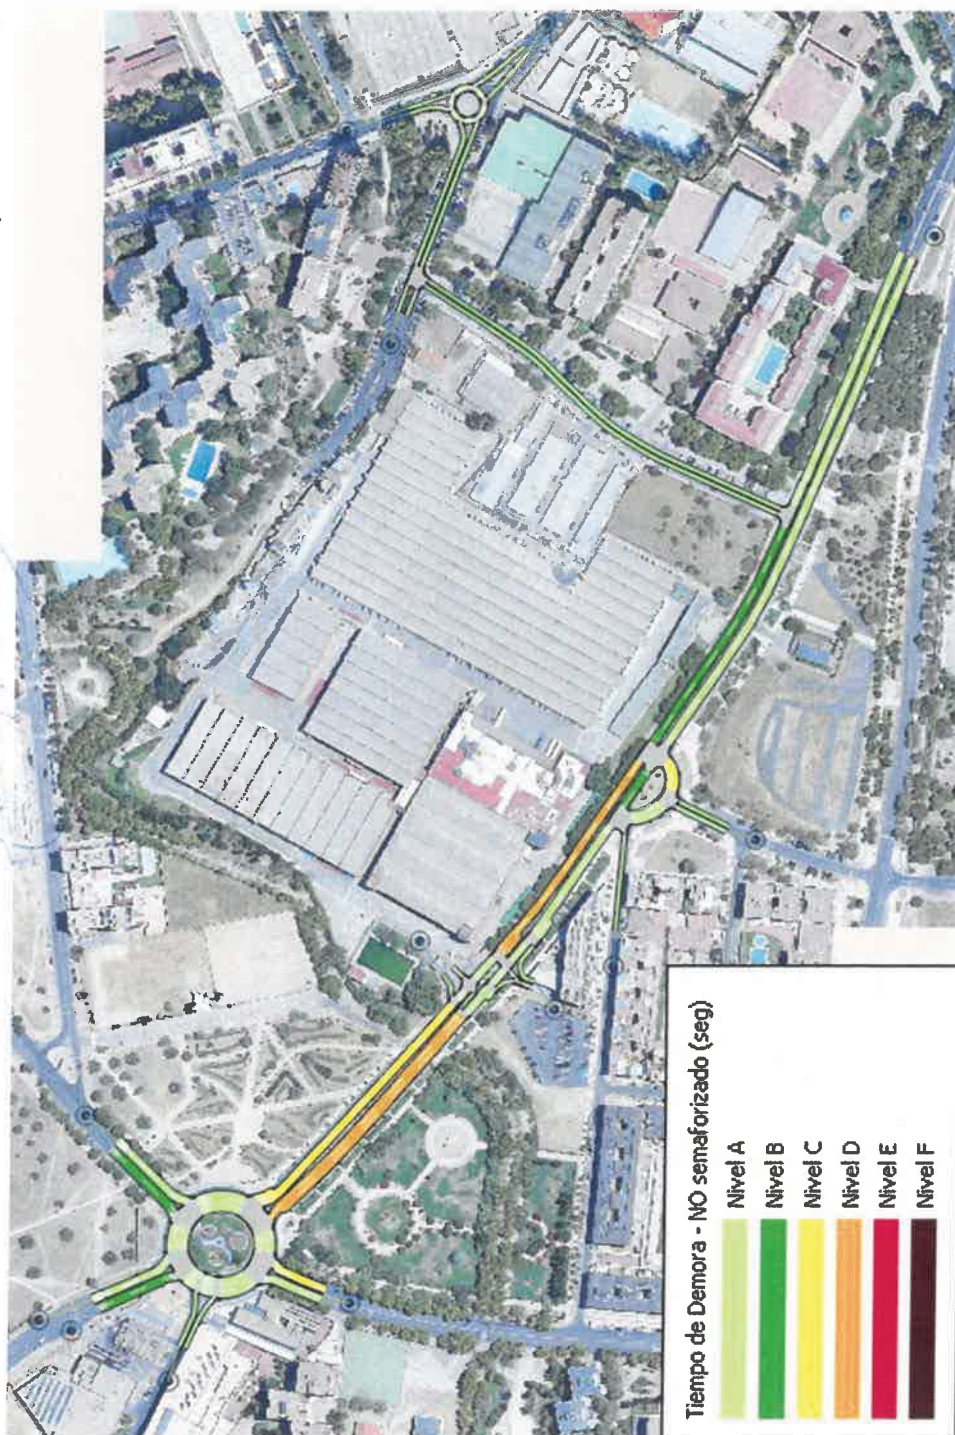 Tiempo de Demora - NO semaforizado (seg)
Nivel A
Nivel B
Nivel C
Nivel D
Nivel E
Nivel F